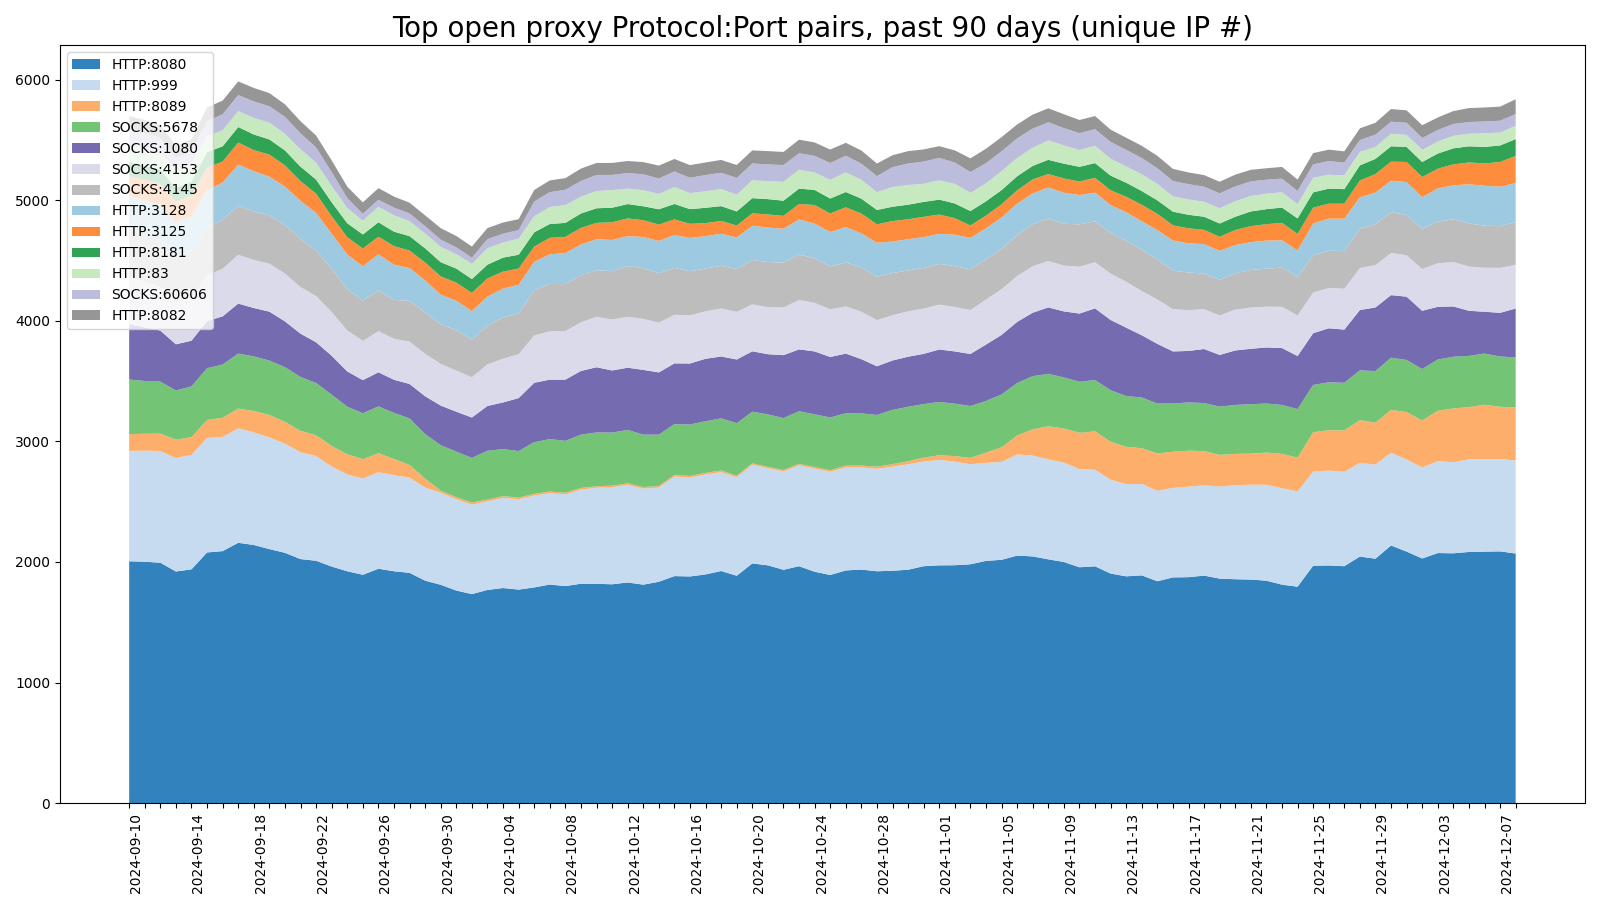 Top open proxy Protocol:Port pairs, past 90 days (unique IP #)
6000
5000
4000
3000
2000
1000
0
HTTP:8080
HTTP:999
HTTP:8089
SOCKS:5678
SOCKS:1080
SOCKS:4153
SOCKS:4145
HTTP:3128
HTTP:3125
HTTP:8181
HTTP:83
SOCKS:60606
HTTP:8082
2024-09-10
2024-09-14
2024-09-18
2024-09-22
2024-09-26
2024-09-30
2024-10-04
2024-10-08
2024-10-12
2024-10-16
2024-10-20
2024-10-24
2024-10-28
2024-11-01
2024-11-05
2024-11-09
2024-11-13
2024-11-17
2024-11-21
2024-11-25
2024-11-29
2024-12-03
2024-12-07